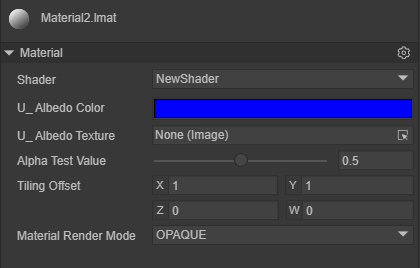 Material2.lmat
Material
Shader NewShader
U_ Albedo Color
U_ Albedo Texture None (Image)
Alpha Test Value 0.5
Tiling Offset X 1 Y 1
Z 0 W 0
Material Render Mode OPAQUE